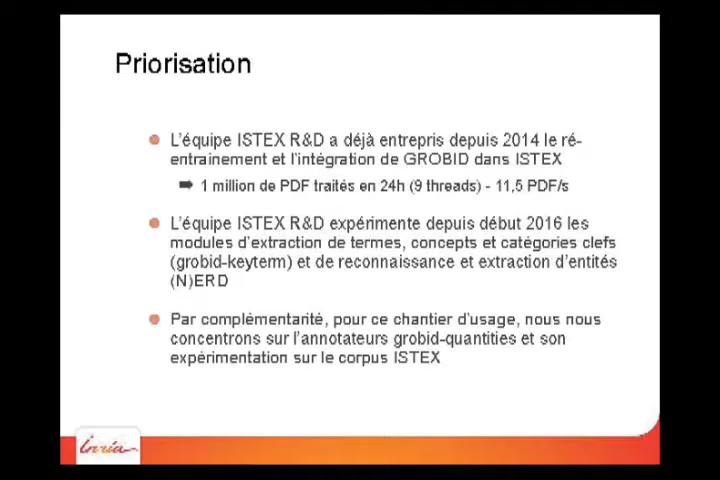 Priorisation
L'équipe ISTEX R&D a déjà entrepris depuis 2014 le ré-
entrainement et l'intégration de GROBID dans ISTEX
1 million de PDF traités en 24h (9 threads) - 11,5 PDF/s
L'équipe ISTEX R&D expérimente depuis début 2016 les
modules d'extraction de termes, concepts et catégories clefs
(grobid-keyterm) et de reconnaissance et extraction d'entités
(N)ERD
Par complémentarité, pour ce chantier d'usage, nous nous
concentrons sur l'annotateurs grobid-quantities et son
expérimentation sur le corpus ISTEX
Inria